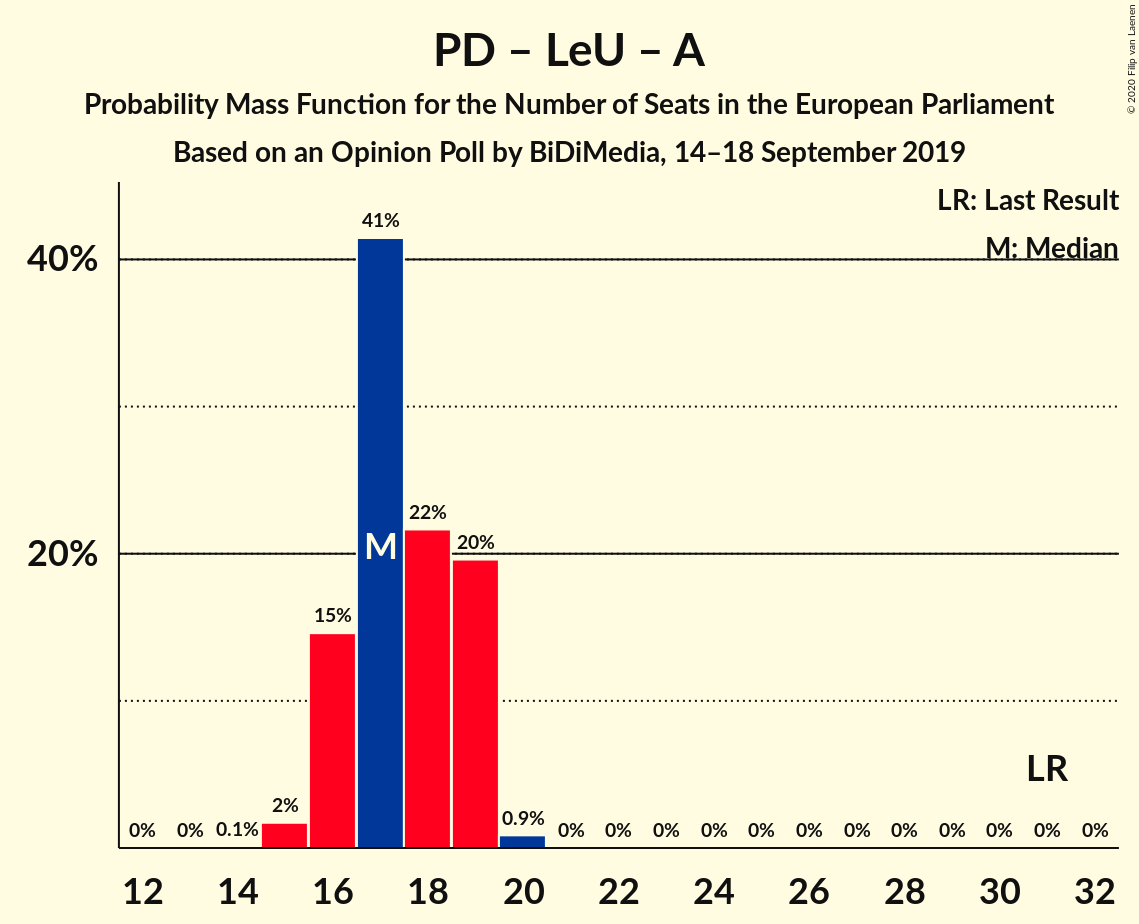 PD – LeU – A
Probability Mass Function for the Number of Seats in the European Parliament
Based on an Opinion Poll by BiDiMedia, 14–18 September 2019
© 2020 Filip van Laenen
LR: Last Result
M: Median
40%
20%
41%
22%
20%
15%
M
LR
0% 0% 0.1% 2% 0.9% 0% 0% 0% 0% 0% 0% 0% 0% 0% 0% 0% 0%
12 14 16 18 20 22 24 26 28 30 32